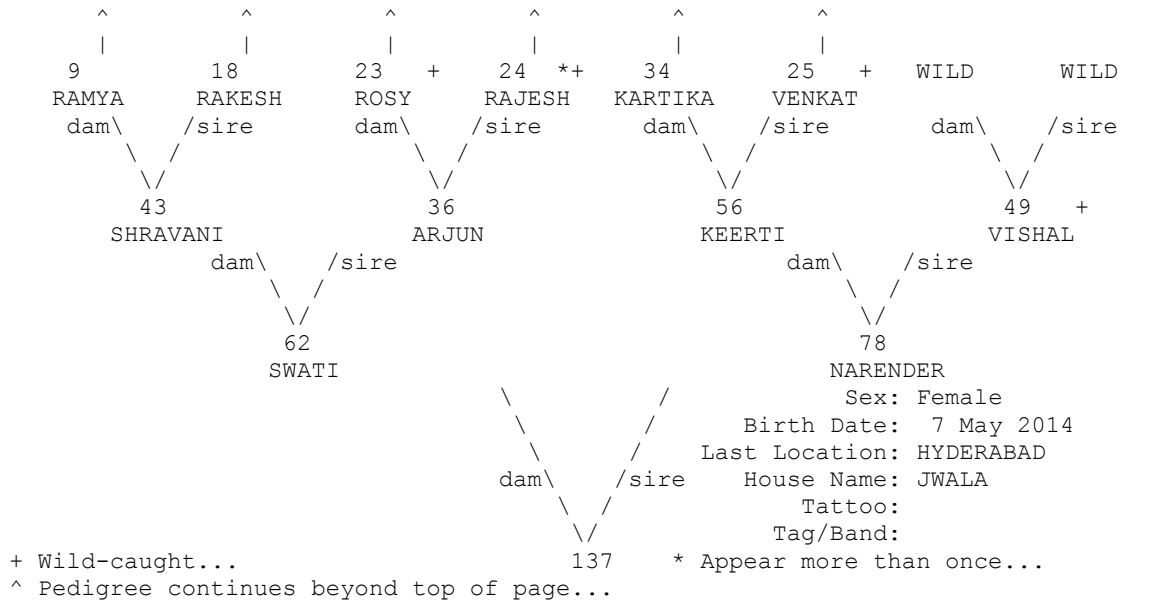 ^ ^ ^ ^ ^ ^
| | | | | |
9 18 23 + 24 *+ 34 25 + WILD WILD
RAMYA RAKESH ROSY RAJESH KARTIKA VENKAT
dam\ /sire dam\ /sire dam\ /sire dam\ /sire
\ / \ / \ / \ /
\/ \/ \/ \/
43 36 56 49 +
SHRAVANI ARJUN KEERTI VISHAL
dam\ /sire dam\ /sire
\ / \ /
\/ \/
62 78
SWATI NARENDER
\ / Sex: Female
\ / Birth Date: 7 May 2014
\ / Last Location: HYDERABAD
dam\ /sire House Name: JWALA
\ / Tattoo:
\/ Tag/Band:
+ Wild-caught... 137 * Appear more than once...
^ Pedigree continues beyond top of page...